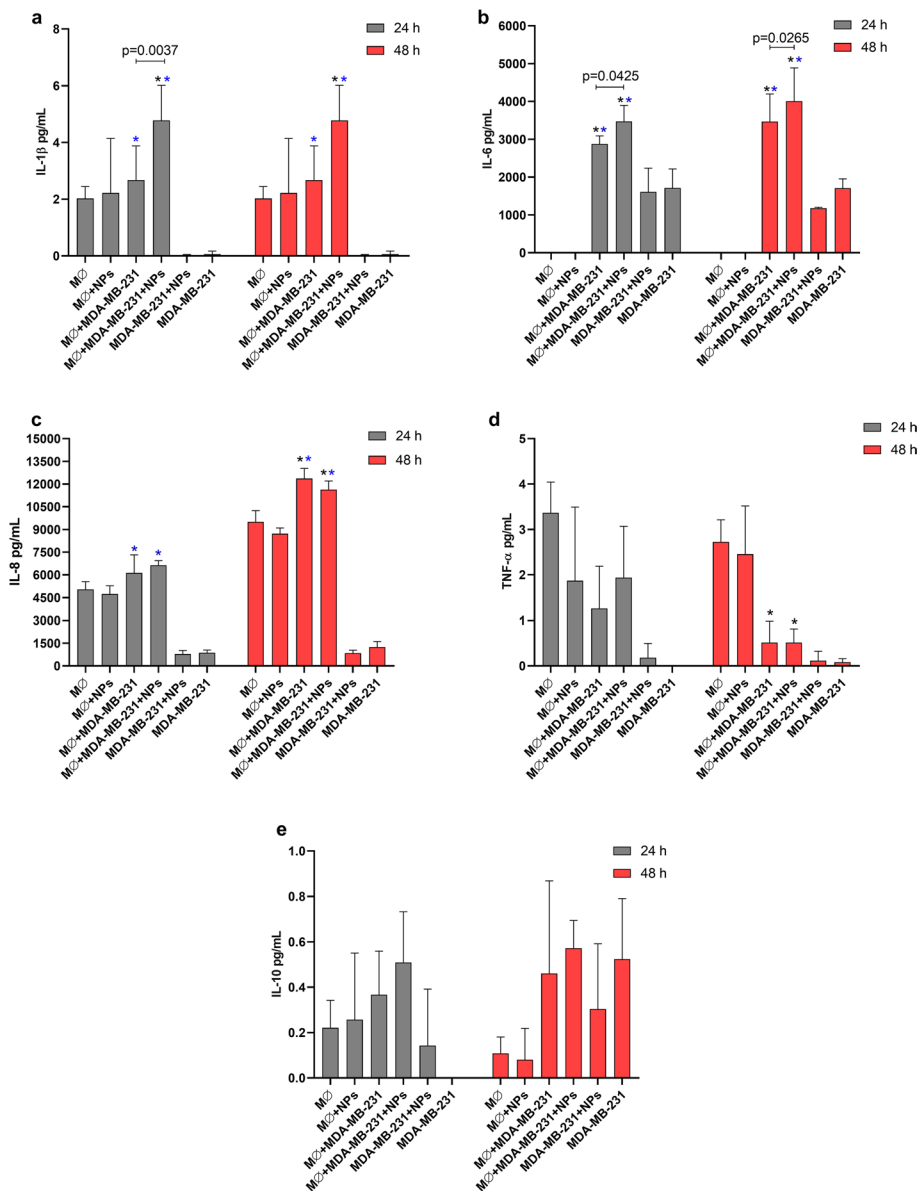 a
24 h
48 h
p=0.0037
**
**
*
*
8
6
4
2
0
IL-1β pg/mL
MØ
MØ+NPs
MØ+MDA-MB-231
MØ+MDA-MB-231+NPs
MDA-MB-231+NPs
MDA-MB-231
MØ
MØ+NPs
MØ+MDA-MB-231
MØ+MDA-MB-231+NPs
MDA-MB-231+NPs
MDA-MB-231
b
24 h
48 h
p=0.0265
p=0.0425
**
**
**
**
6000
5000
4000
3000
2000
1000
0
IL-6 pg/mL
MØ
MØ+NPs
MØ+MDA-MB-231
MØ+MDA-MB-231+NPs
MDA-MB-231+NPs
MDA-MB-231
MØ
MØ+NPs
MØ+MDA-MB-231
MØ+MDA-MB-231+NPs
MDA-MB-231+NPs
MDA-MB-231
c
24 h
48 h
**
**
*
*
15000
13500
12000
10500
9000
7500
6000
4500
3000
1500
0
IL-8 pg/mL
MØ
MØ+NPs
MØ+MDA-MB-231
MØ+MDA-MB-231+NPs
MDA-MB-231+NPs
MDA-MB-231
MØ
MØ+NPs
MØ+MDA-MB-231
MØ+MDA-MB-231+NPs
MDA-MB-231+NPs
MDA-MB-231
d
24 h
48 h
*
*
5
4
3
2
1
0
TNF-α pg/mL
MØ
MØ+NPs
MØ+MDA-MB-231
MØ+MDA-MB-231+NPs
MDA-MB-231+NPs
MDA-MB-231
MØ
MØ+NPs
MØ+MDA-MB-231
MØ+MDA-MB-231+NPs
MDA-MB-231+NPs
MDA-MB-231
e
24 h
48 h
1.0
0.8
0.6
0.4
0.2
0.0
IL-10 pg/mL
MØ
MØ+NPs
MØ+MDA-MB-231
MØ+MDA-MB-231+NPs
MDA-MB-231+NPs
MDA-MB-231
MØ
MØ+NPs
MØ+MDA-MB-231
MØ+MDA-MB-231+NPs
MDA-MB-231+NPs
MDA-MB-231